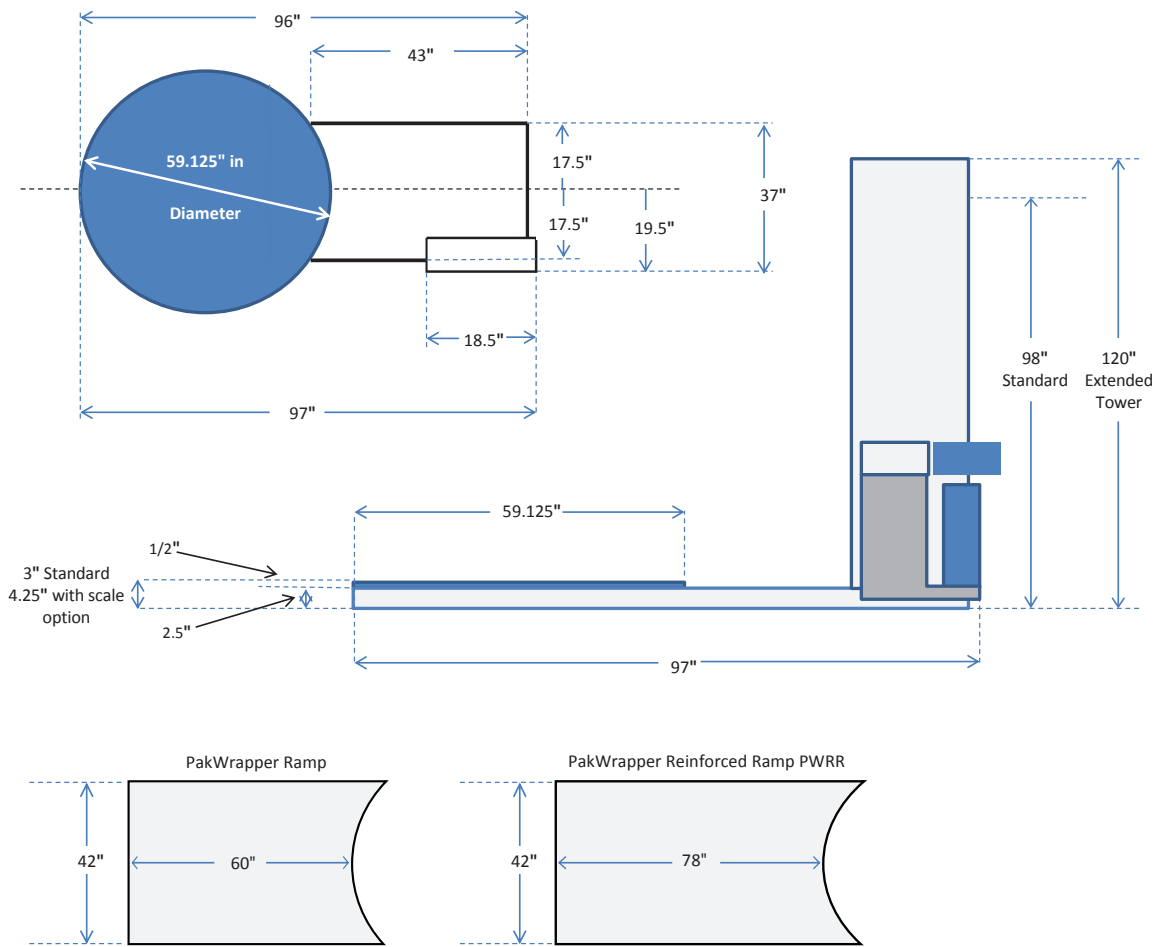 96"
43"
59.125" in
Diameter
17.5"
37"
17.5"
19.5"
18.5"
97"
98"
Standard
120"
Extended
Tower
59.125"
1/2"
3" Standard
4.25" with scale
option
2.5"
97"
PakWrapper Ramp
PakWrapper Reinforced Ramp PWRR
42"
60"
42"
78"